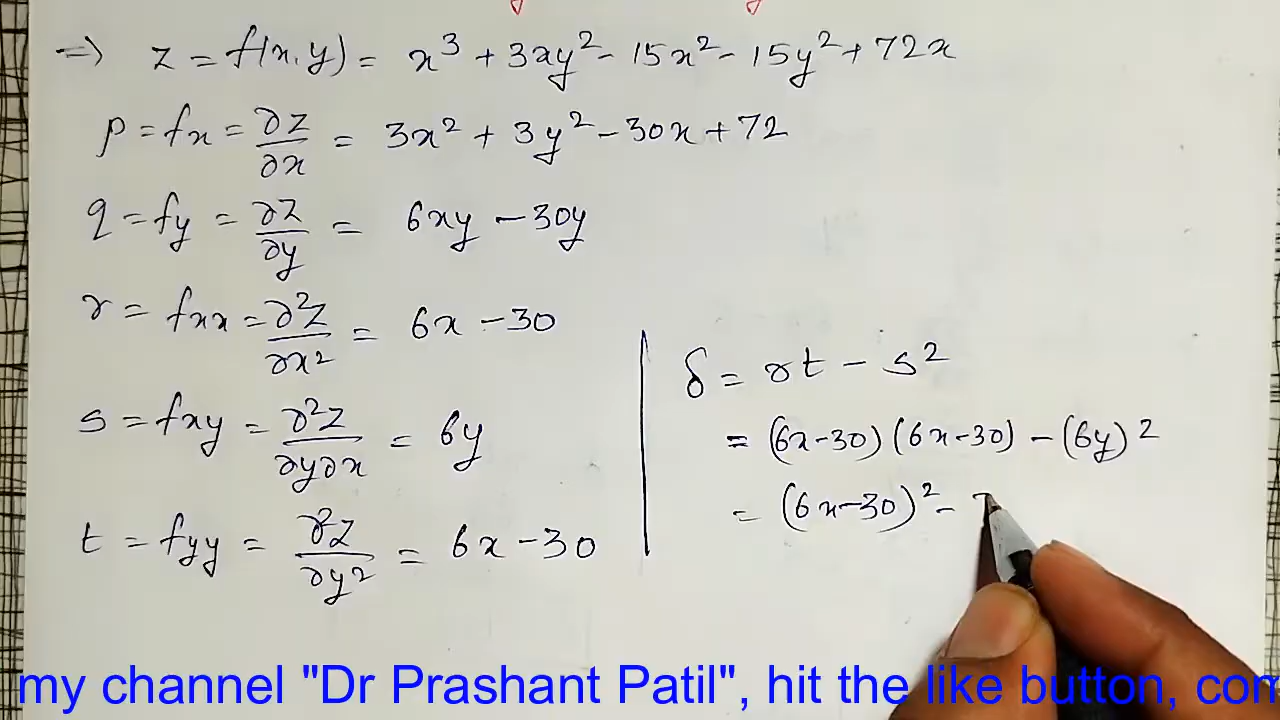 => z = f(x,y) = x³ + 3xy² - 15x² - 15y² + 72x
p = fx = ∂z/∂x = 3x² + 3y² - 30x + 72
q = fy = ∂z/∂y = 6xy - 30y
r = fxx = ∂²z/∂x² = 6x - 30
s = fxy = ∂²z/∂y∂x = 6y
t = fyy = ∂²z/∂y² = 6x - 30
δ = rt - s²
= (6x-30)(6x-30) - (6y)²
= (6x-30)² -
my channel "Dr Prashant Patil", hit the like button, com